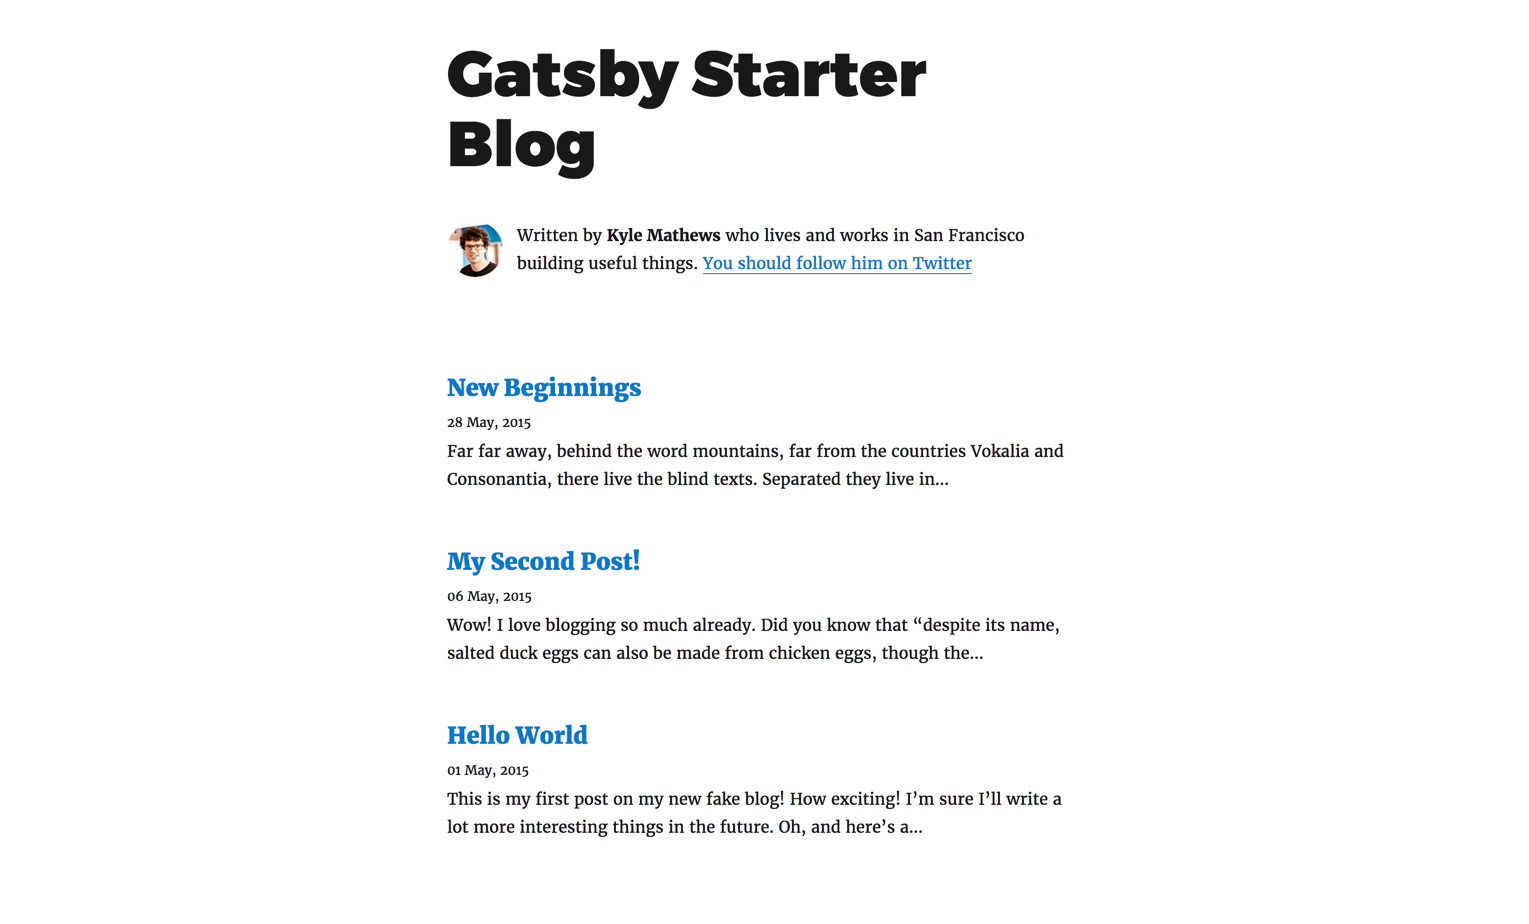 Gatsby Starter
Blog
Written by Kyle Mathews who lives and works in San Francisco
building useful things. You should follow him on Twitter
New Beginnings
28 May, 2015
Far far away, behind the word mountains, far from the countries Vokalia and
Consonantia, there live the blind texts. Separated they live in…
My Second Post!
06 May, 2015
Wow! I love blogging so much already. Did you know that “despite its name,
salted duck eggs can also be made from chicken eggs, though the…
Hello World
01 May, 2015
This is my first post on my new fake blog! How exciting! I’m sure I’ll write a
lot more interesting things in the future. Oh, and here’s a…